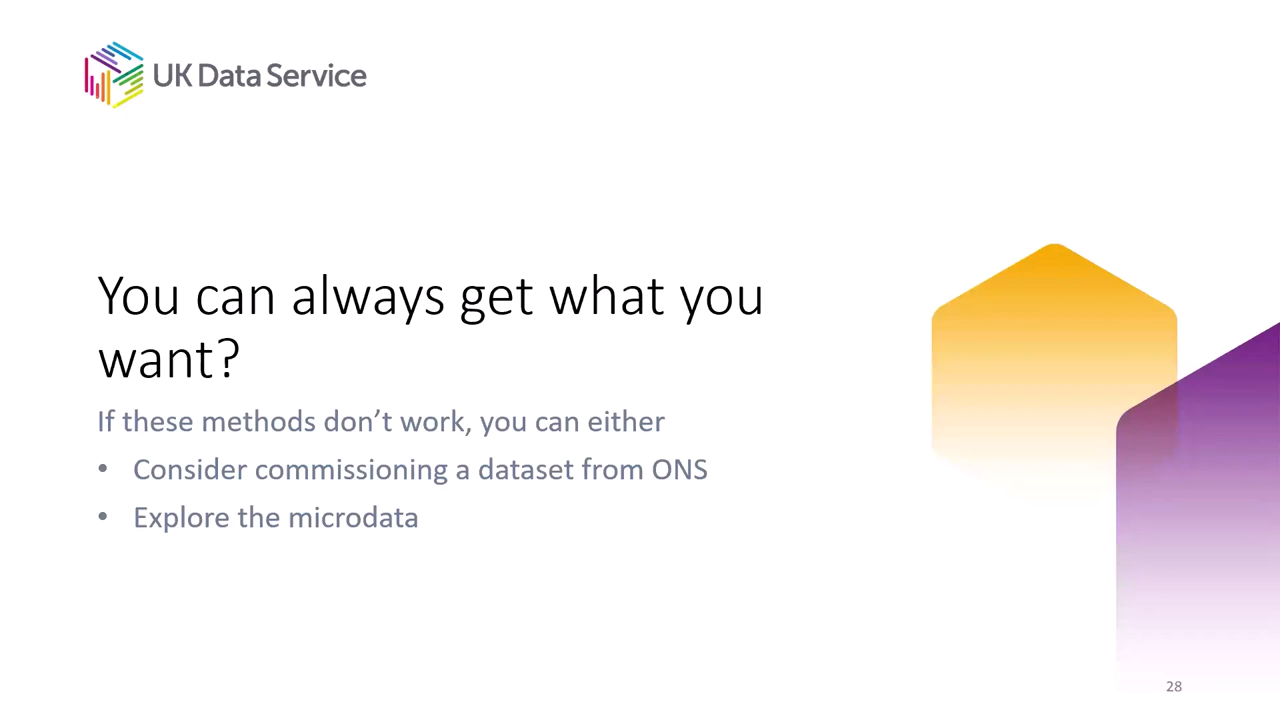 UK Data Service
You can always get what you
want?
If these methods don’t work, you can either
• Consider commissioning a dataset from ONS
• Explore the microdata
28